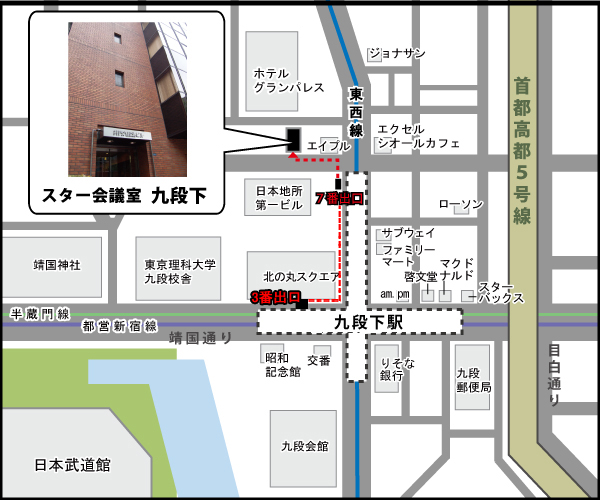 スター会議室 九段下
ホテル
グランパレス
ジョナサン
東西線
エイブル
エクセル
シオールカフェ
首都高都5号線
日本地所
第一ビル
7番出口
ローソン
サブウェイ
ファミリー
マート
靖国神社
東京理科大学
九段校舎
北の丸スクエア
3番出口
am.pm
啓文堂
マクド
ナルド
スター
バックス
半蔵門線
都営新宿線
靖国通り
九段下駅
昭和
記念館
交番
りそな
銀行
九段
郵便局
目白通り
九段会館
日本武道館